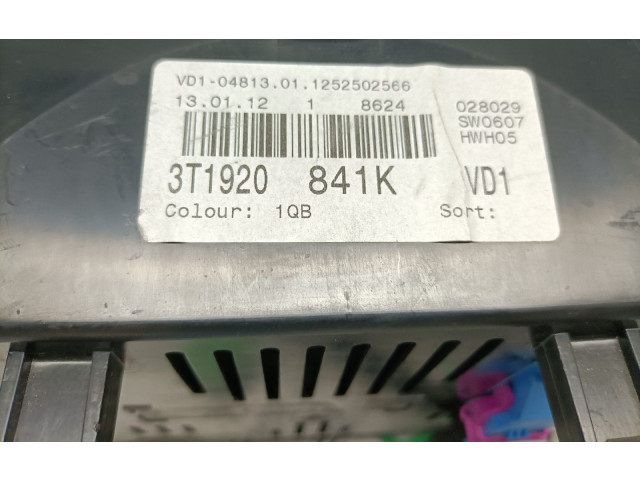 VD1-04813.01.1252502566
13.01.12 1 8624 028029
SW0607
HWH05
3T1920 841K VD1
Colour: 1QB Sort: